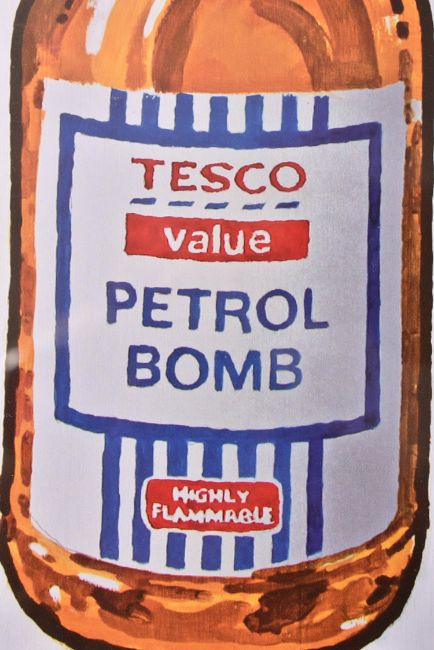 TESCO
value
PETROL
BOMB
HIGHLY
FLAMMABLE